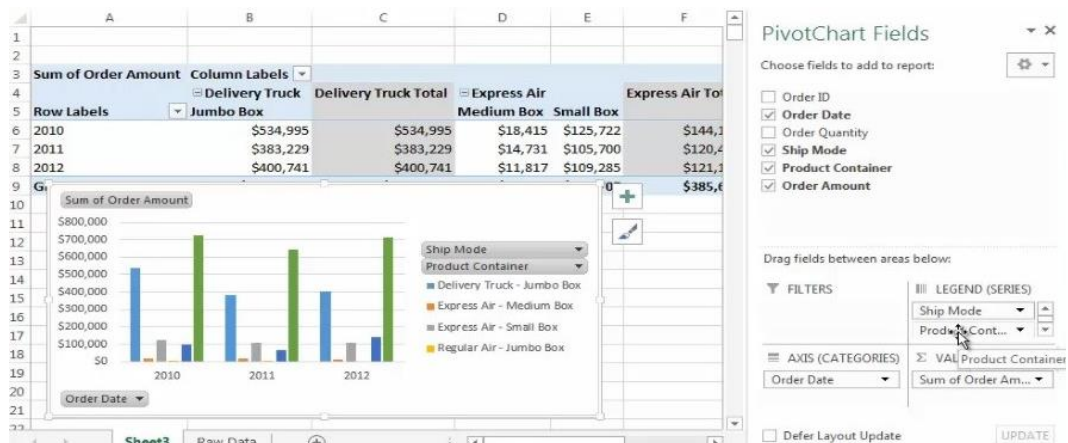 A B C D E F
1
2
3 Sum of Order Amount Column Labels
4 Delivery Truck Delivery Truck Total Express Air Express Air Tot
5 Row Labels Jumbo Box Medium Box Small Box
6 2010 $534,995 $534,995 $18,415 $125,722 $144,1
7 2011 $383,229 $383,229 $14,731 $105,700 $120,4
8 2012 $400,741 $400,741 $11,817 $109,285 $121,1
9 G $385,6
10
11
12
13
14
15
16
17
18
19
20
21
22
Sum of Order Amount
$800,000
$700,000
$600,000
$500,000
$400,000
$300,000
$200,000
$100,000
$0
2010 2011 2012
Order Date
Ship Mode
Product Container
Delivery Truck - Jumbo Box
Express Air - Medium Box
Express Air - Small Box
Regular Air - Jumbo Box
Sheet3 Raw Data
PivotChart Fields
Choose fields to add to report:
Order ID
Order Date
Order Quantity
Ship Mode
Product Container
Order Amount
Drag fields between areas below:
FILTERS
LEGEND (SERIES)
Ship Mode
Product Cont...
AXIS (CATEGORIES)
Order Date
Σ VAL
Product Container
Sum of Order Am...
Defer Layout Update
UPDATE